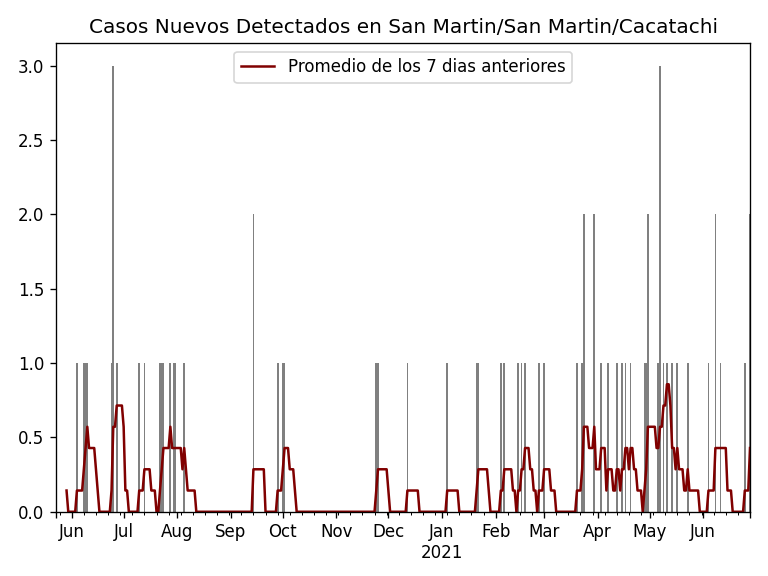 Casos Nuevos Detectados en San Martin/San Martin/Cacatachi
Promedio de los 7 dias anteriores
3.0
2.5
2.0
1.5
1.0
0.5
0.0
Jun Jul Aug Sep Oct Nov Dec Jan Feb Mar Apr May Jun
2021